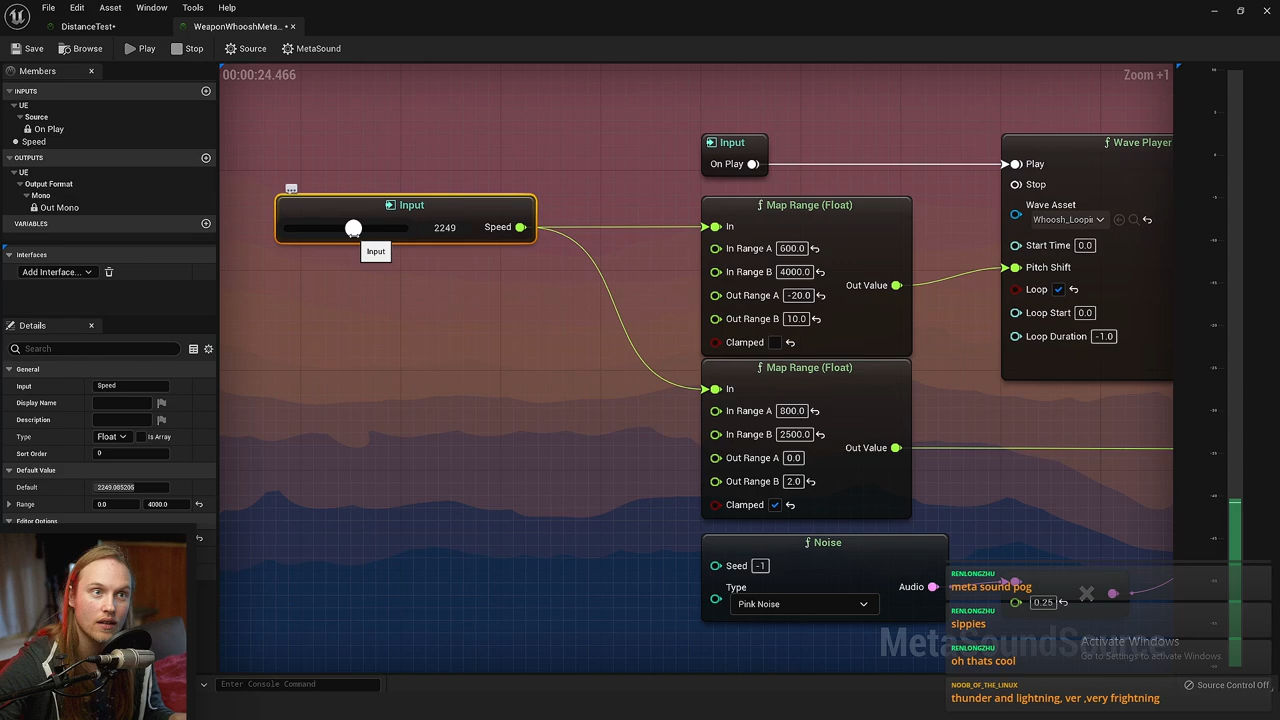 File Edit Asset Window Tools Help
DistanceTest*
WeaponWhooshMeta... *
Save Browse Play Stop Source MetaSound
Members
INPUTS
UE
Source
On Play
Speed
OUTPUTS
UE
Output Format
Mono
Out Mono
VARIABLES
Interfaces
Add Interface...
Details
Search
General
Input Speed
Display Name
Description
Type Float Is Array
Sort Order 0
Default Value
Default 2249.085205
Range 0.0 4000.0
Editor Options
00:00:24.466
Zoom +1
Input
2249 Speed
Input
Input
On Play
Map Range (Float)
In
In Range A 600.0
In Range B 4000.0
Out Range A -20.0
Out Range B 10.0
Clamped
Out Value
Map Range (Float)
In
In Range A 800.0
In Range B 2500.0
Out Range A 0.0
Out Range B 2.0
Clamped
Out Value
Noise
Seed -1
Type
Pink Noise
Audio
Wave Player
Play
Stop
Wave Asset
Whoosh_Loopi
Start Time 0.0
Pitch Shift
Loop
Loop Start 0.0
Loop Duration -1.0
0.25
RENLONGZHU
meta sound pog
RENLONGZHU
sippies
RENLONGZHU
oh thats cool
NOOB_OF_THE_LINUX
thunder and lightning, ver ,very frightning
Activate Windows
Go to Settings to activate Windows.
Enter Console Command
Source Control Off